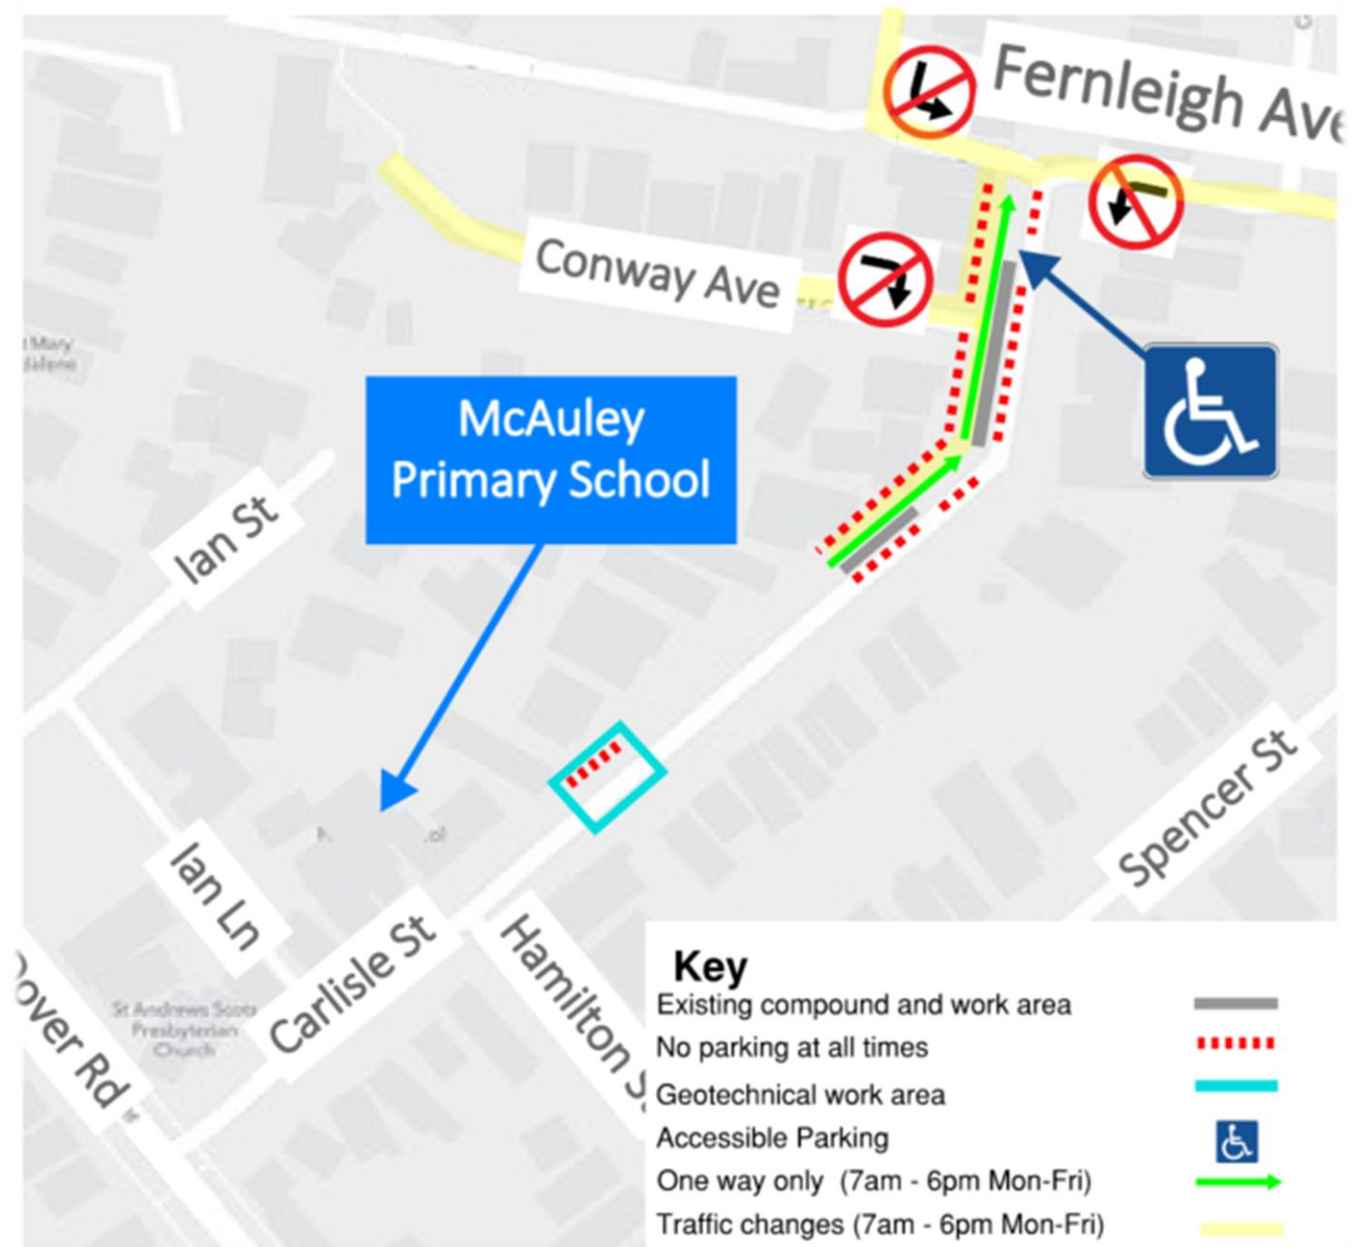 Fernleigh Ave
Conway Ave
McAuley
Primary School
Ian St
Spencer St
Ian Ln
Carlisle St
Hamilton
St Andrews Scots
Presbyterian
Church
Rd
Key
Existing compound and work area
No parking at all times
Geotechnical work area
Accessible Parking
One way only (7am - 6pm Mon-Fri)
Traffic changes (7am - 6pm Mon-Fri)